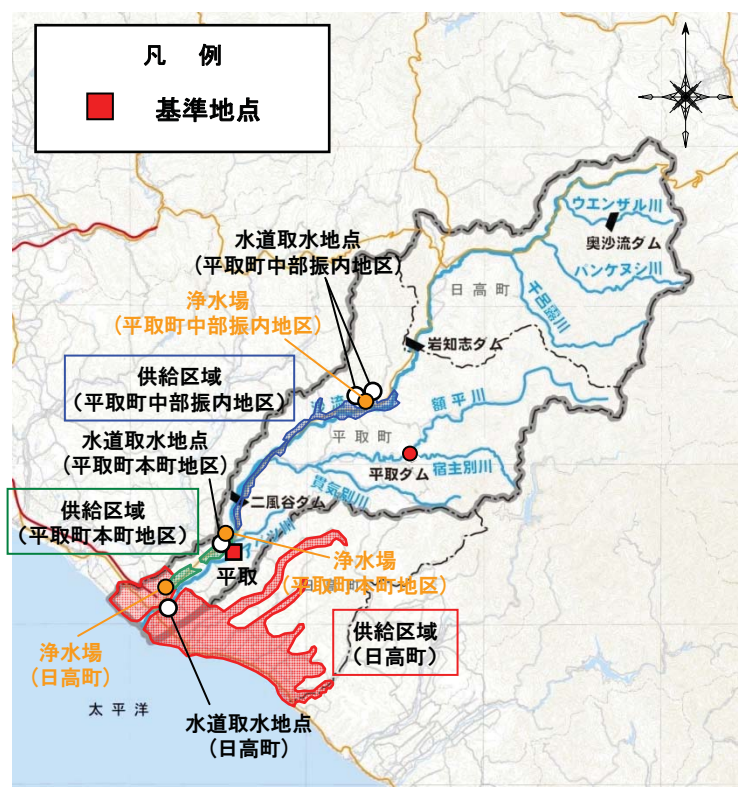 凡 例
基準地点
ウエンザル川
奥沙流ダム
パンケヌシ川
千呂露川
日高町
水道取水地点
(平取町中部振内地区)
浄水場
(平取町中部振内地区)
岩知志ダム
供給区域
(平取町中部振内地区)
額平川
平取町
水道取水地点
(平取町本町地区)
平取ダム
宿主別川
貫気別川
二風谷ダム
供給区域
(平取町本町地区)
浄水場
(平取町本町地区)
平取
供給区域
(日高町)
浄水場
(日高町)
太平洋
水道取水地点
(日高町)